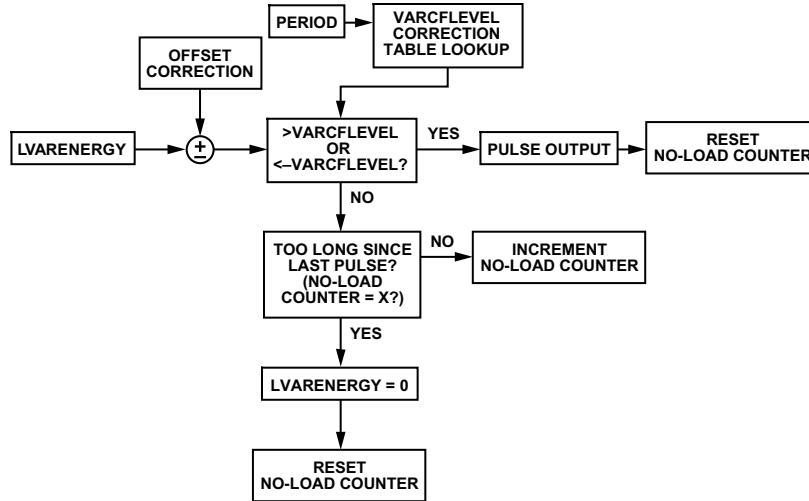 PERIOD
VARCFLEVEL
CORRECTION
TABLE LOOKUP
OFFSET
CORRECTION
LVARENERGY
±
>VARCFLEVEL
OR
<–VARCFLEVEL?
YES
PULSE OUTPUT
RESET
NO-LOAD COUNTER
NO
TOO LONG SINCE
LAST PULSE?
(NO-LOAD
COUNTER = X?)
NO
INCREMENT
NO-LOAD COUNTER
YES
LVARENERGY = 0
RESET
NO-LOAD COUNTER